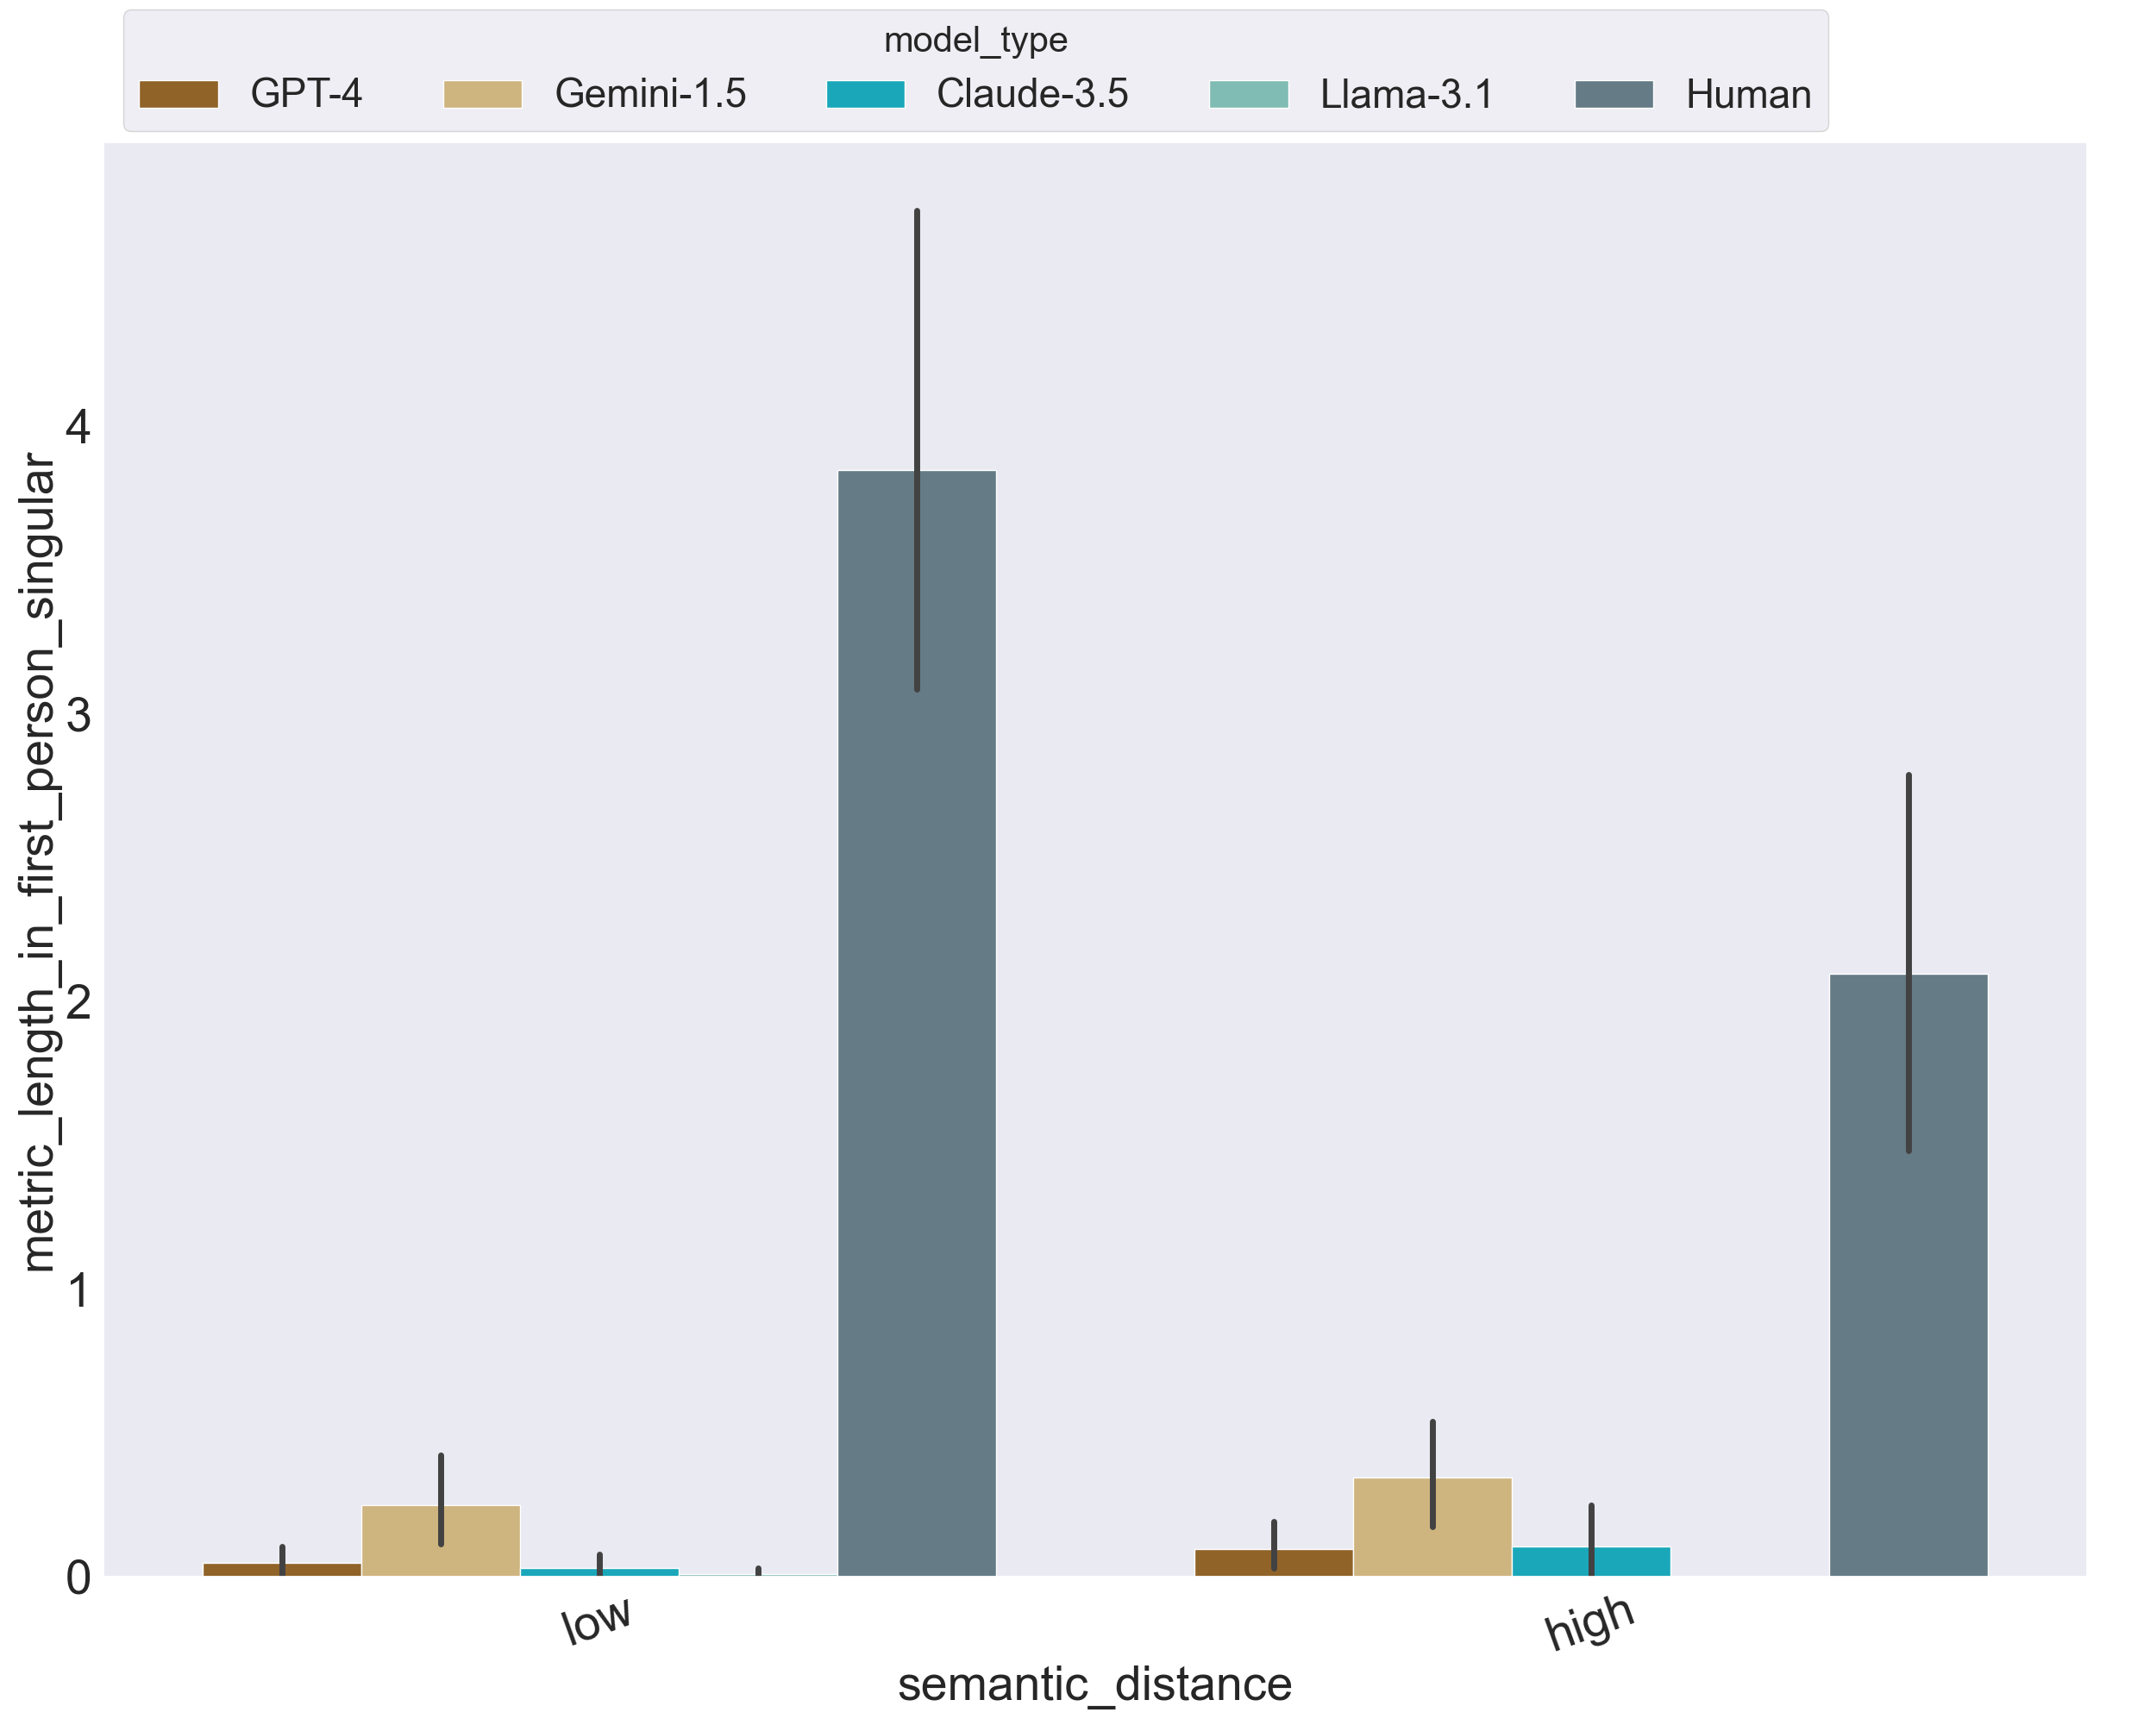 model_type
GPT-4 Gemini-1.5 Claude-3.5 Llama-3.1 Human
metric_length_in_first_person_singular
4
3
2
1
0
low high
semantic_distance